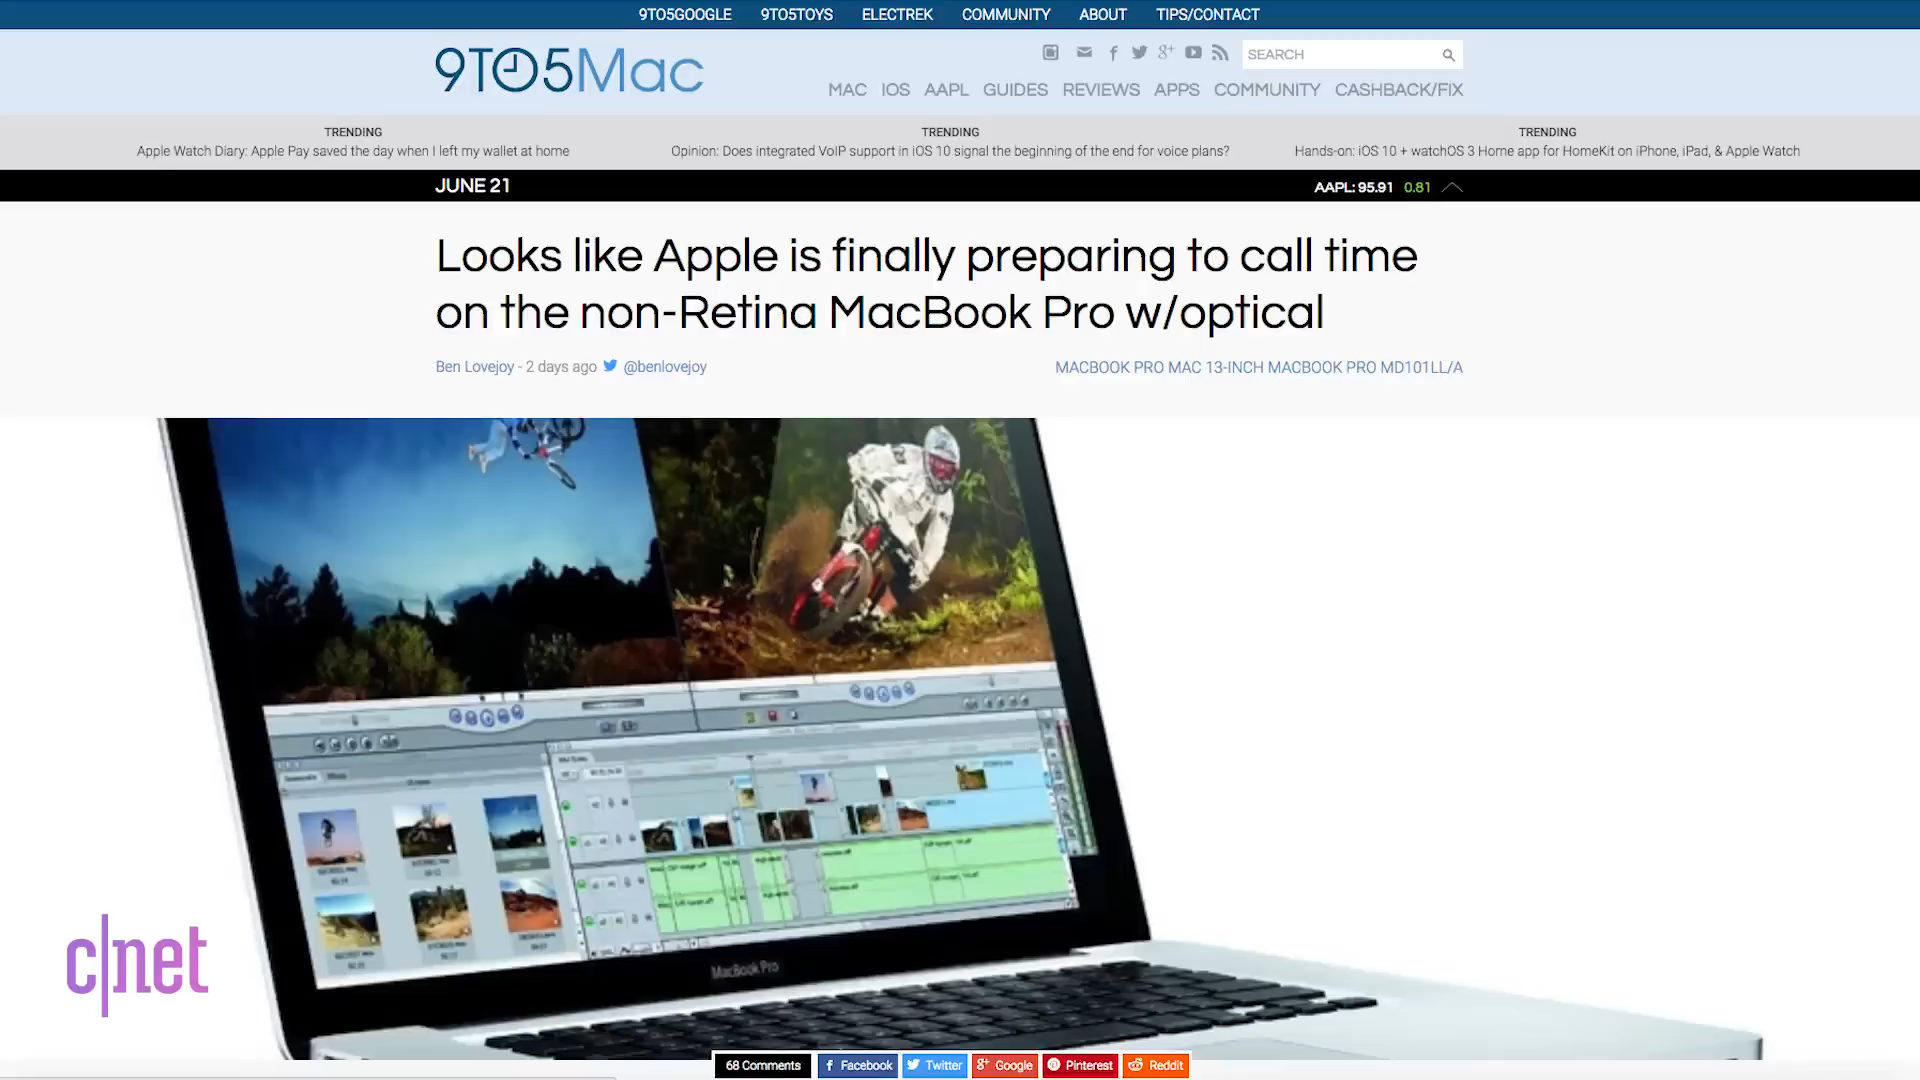 9TO5GOOGLE 9TO5TOYS ELECTREK COMMUNITY ABOUT TIPS/CONTACT
9TO5Mac
SEARCH
MAC IOS AAPL GUIDES REVIEWS APPS COMMUNITY CASHBACK/FIX
TRENDING
Apple Watch Diary: Apple Pay saved the day when I left my wallet at home
TRENDING
Opinion: Does integrated VoIP support in iOS 10 signal the beginning of the end for voice plans?
TRENDING
Hands-on: iOS 10 + watchOS 3 Home app for HomeKit on iPhone, iPad, & Apple Watch
JUNE 21
AAPL: 95.91 0.81
Looks like Apple is finally preparing to call time
on the non-Retina MacBook Pro w/optical
Ben Lovejoy - 2 days ago @benlovejoy
MACBOOK PRO MAC 13-INCH MACBOOK PRO MD101LL/A
MacBook Pro
c|net
68 Comments Facebook Twitter Google Pinterest Reddit